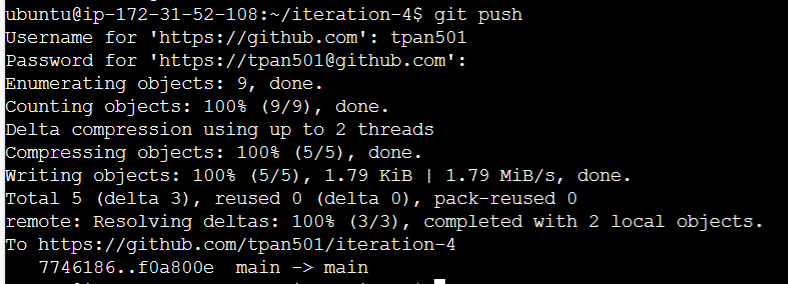 ubuntu@ip-172-31-52-108:~/iteration-4$ git push
Username for 'https://github.com': tpan501
Password for 'https://tpan501@github.com':
Enumerating objects: 9, done.
Counting objects: 100% (9/9), done.
Delta compression using up to 2 threads
Compressing objects: 100% (5/5), done.
Writing objects: 100% (5/5), 1.79 KiB | 1.79 MiB/s, done.
Total 5 (delta 3), reused 0 (delta 0), pack-reused 0
remote: Resolving deltas: 100% (3/3), completed with 2 local objects.
To https://github.com/tpan501/iteration-4
   7746186..f0a800e  main -> main